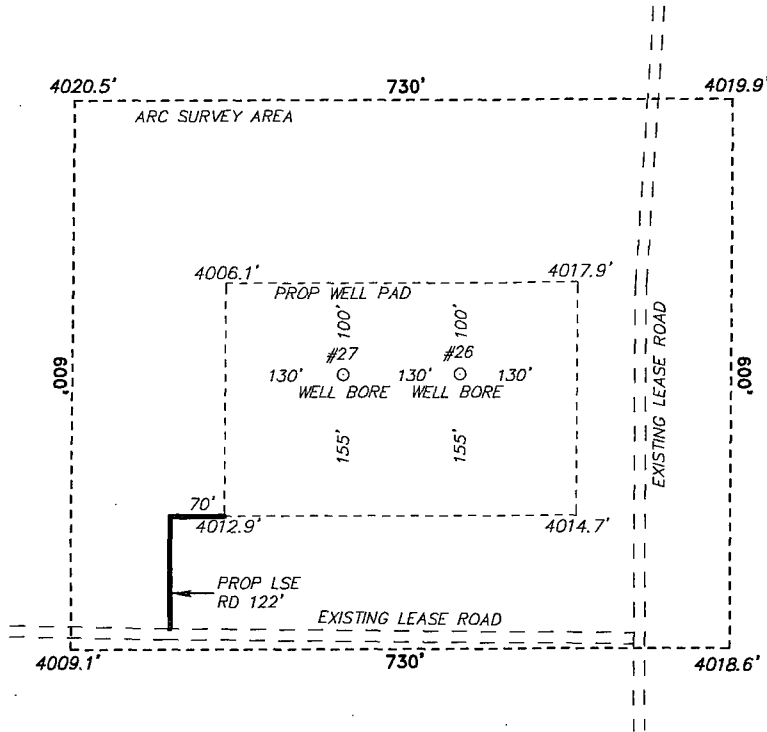 4020.5' 730' 4019.9'
ARC SURVEY AREA
4006.1' 4017.9'
PROP WELL PAD
100' 100'
#27 #26
130' 130' 130'
WELL BORE WELL BORE
600' 600'
EXISTING LEASE ROAD
155' 155'
70'
4012.9' 4014.7'
PROP LSE
RD 122'
EXISTING LEASE ROAD
4009.1' 730' 4018.6'